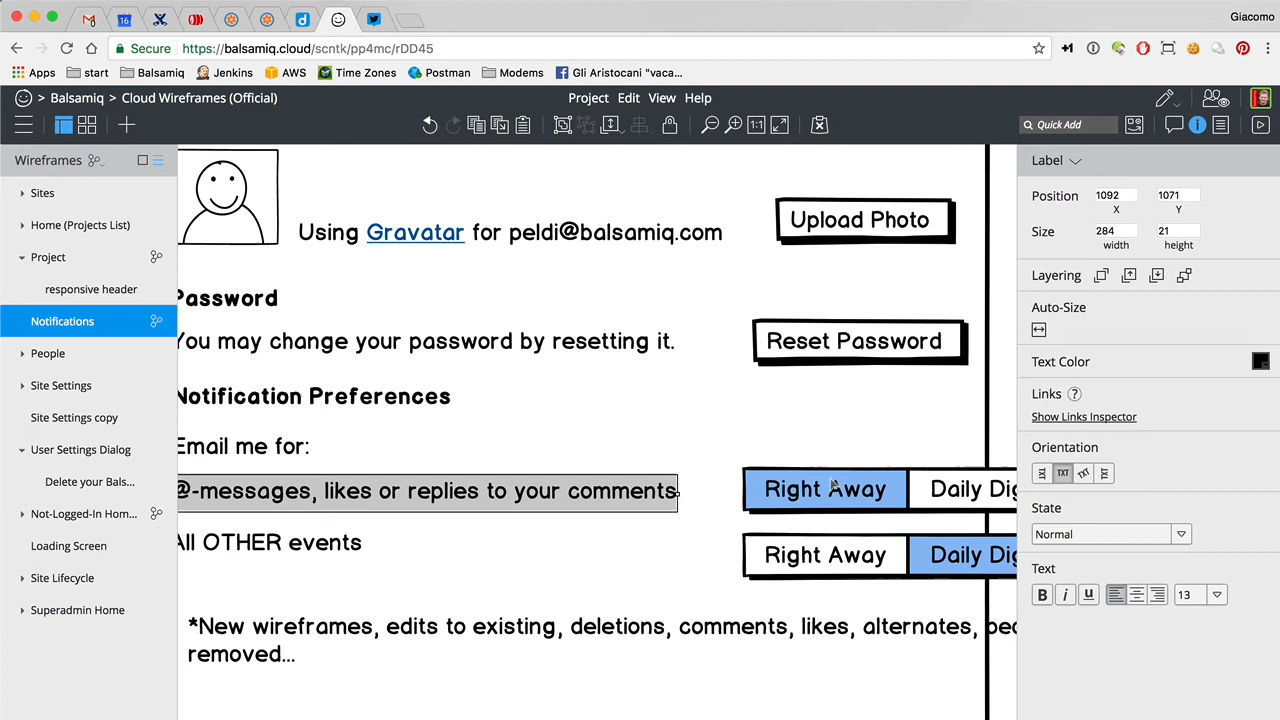 Giacomo
16
Secure
https://balsamiq.cloud/scntk/pp4mc/rDD45
+1
Apps
start
Balsamiq
Jenkins
AWS
Time Zones
Postman
Modems
Gli Aristocani "vaca...
Balsamiq > Cloud Wireframes (Official)
Project
Edit
View
Help
1:1
Quick Add
Wireframes
Sites
Home (Projects List)
Project
responsive header
Notifications
People
Site Settings
Site Settings copy
User Settings Dialog
Delete your Bals...
Not-Logged-In Hom...
Loading Screen
Site Lifecycle
Superadmin Home
Using Gravatar for peldi@balsamiq.com
Upload Photo
Password
You may change your password by resetting it.
Reset Password
Notification Preferences
Email me for:
@-messages, likes or replies to your comments
Right Away
Daily Dig
All OTHER events
Right Away
Daily Dig
*New wireframes, edits to existing, deletions, comments, likes, alternates, peo
removed...
Label
Position
1092
1071
X
Y
Size
284
21
width
height
Layering
Auto-Size
Text Color
Links
?
Show Links Inspector
Orientation
TXT
State
Normal
Text
B
i
U
13